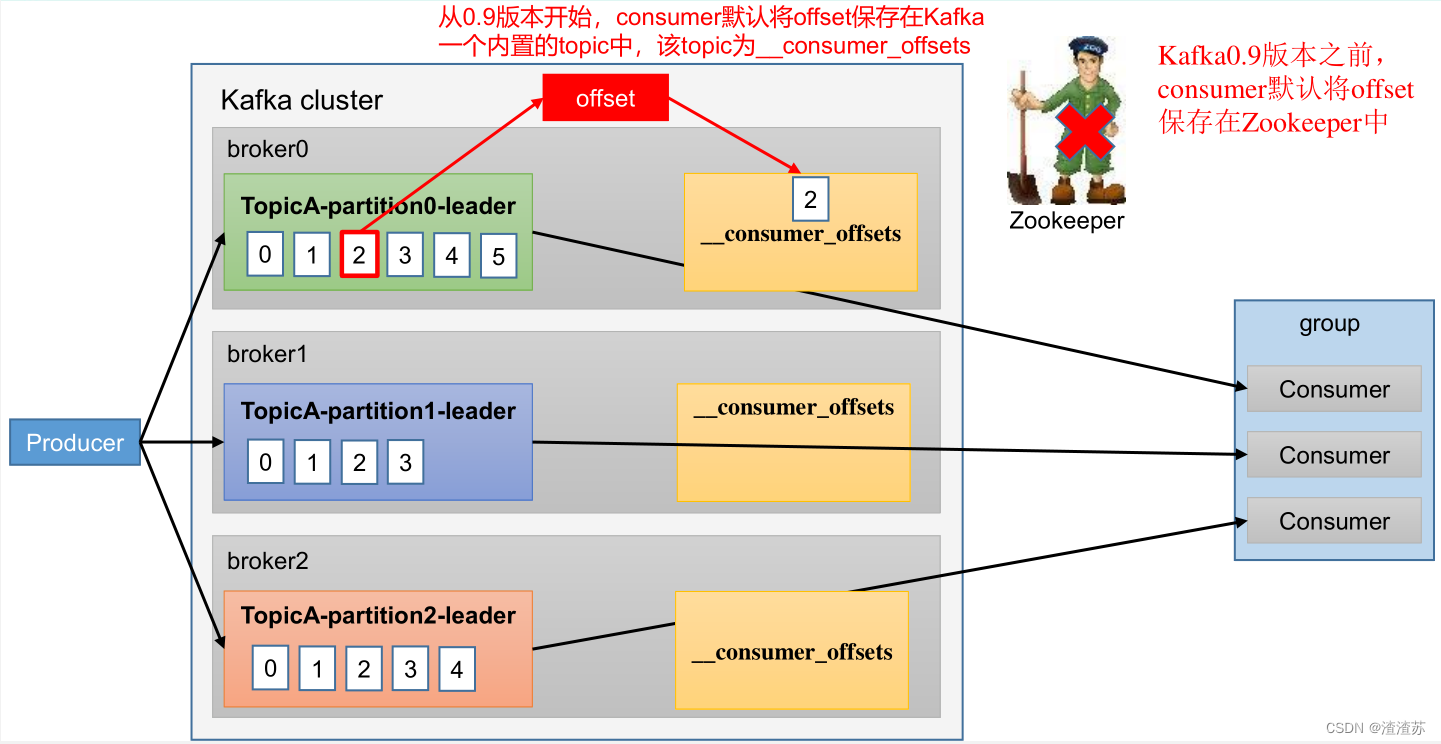 从0.9版本开始，consumer默认将offset保存在Kafka
一个内置的topic中，该topic为__consumer_offsets
Kafka0.9版本之前，
consumer默认将offset
保存在Zookeeper中
ZOO
Zookeeper
Kafka cluster
offset
broker0
TopicA-partition0-leader
0 1 2 3 4 5
2
__consumer_offsets
broker1
TopicA-partition1-leader
0 1 2 3
__consumer_offsets
broker2
TopicA-partition2-leader
0 1 2 3 4
__consumer_offsets
Producer
group
Consumer
Consumer
Consumer
CSDN @渣渣苏